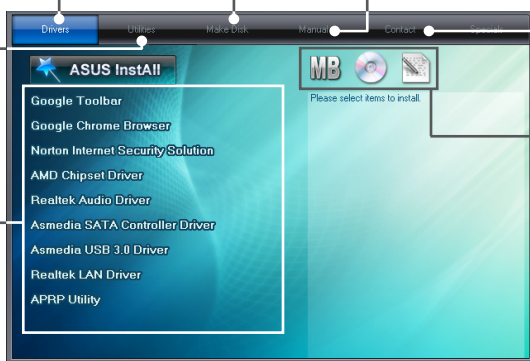 Drivers Utilities Make Disk Manual Contact Specials
ASUS InstAll
MB
Please select items to install.
Google Toolbar
Google Chrome Browser
Norton Internet Security Solution
AMD Chipset Driver
Realtek Audio Driver
Asmedia SATA Controller Driver
Asmedia USB 3.0 Driver
Realtek LAN Driver
APRP Utility